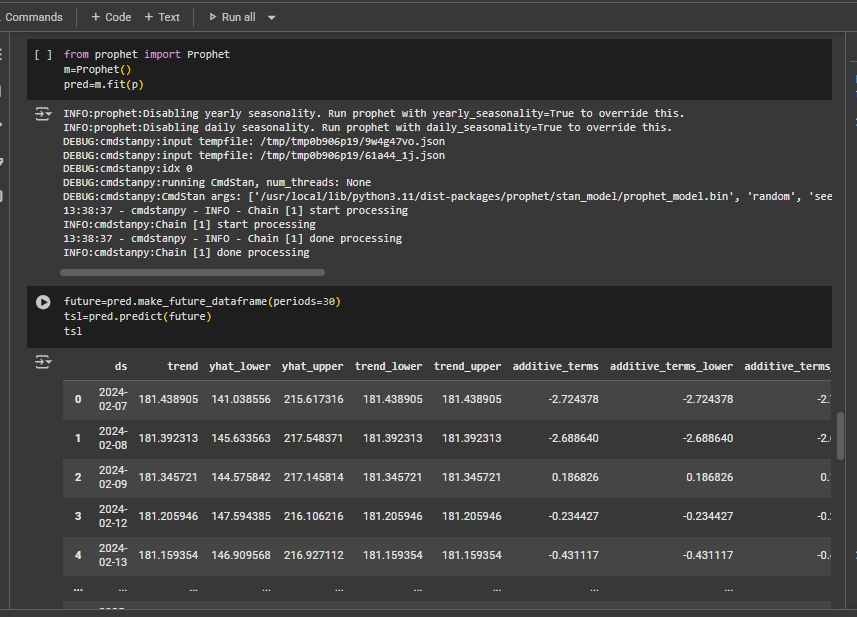 Commands + Code + Text Run all
[ ] from prophet import Prophet
m=Prophet()
pred=m.fit(p)
INFO:prophet:Disabling yearly seasonality. Run prophet with yearly_seasonality=True to override this.
INFO:prophet:Disabling daily seasonality. Run prophet with daily_seasonality=True to override this.
DEBUG:cmdstanpy:input tempfile: /tmp/tmp0b906p19/9w4g47vo.json
DEBUG:cmdstanpy:input tempfile: /tmp/tmp0b906p19/61a44_1j.json
DEBUG:cmdstanpy:idx 0
DEBUG:cmdstanpy:running CmdStan, num_threads: None
DEBUG:cmdstanpy:CmdStan args: ['/usr/local/lib/python3.11/dist-packages/prophet/stan_model/prophet_model.bin', 'random', 'see
13:38:37 - cmdstanpy - INFO - Chain [1] start processing
INFO:cmdstanpy:Chain [1] start processing
13:38:37 - cmdstanpy - INFO - Chain [1] done processing
INFO:cmdstanpy:Chain [1] done processing
future=pred.make_future_dataframe(periods=30)
tsl=pred.predict(future)
tsl
ds trend yhat_lower yhat_upper trend_lower trend_upper additive_terms additive_terms_lower additive_terms_
0 2024-02-07 181.438905 141.038556 215.617316 181.438905 181.438905 -2.724378 -2.724378 -2.
1 2024-02-08 181.392313 145.633563 217.548371 181.392313 181.392313 -2.688640 -2.688640 -2.
2 2024-02-09 181.345721 144.575842 217.145814 181.345721 181.345721 0.186826 0.186826 0.
3 2024-02-12 181.205946 147.594385 216.106216 181.205946 181.205946 -0.234427 -0.234427 -0.
4 2024-02-13 181.159354 146.909568 216.927112 181.159354 181.159354 -0.431117 -0.431117 -0.
... ... ... ... ... ... ... ... ...